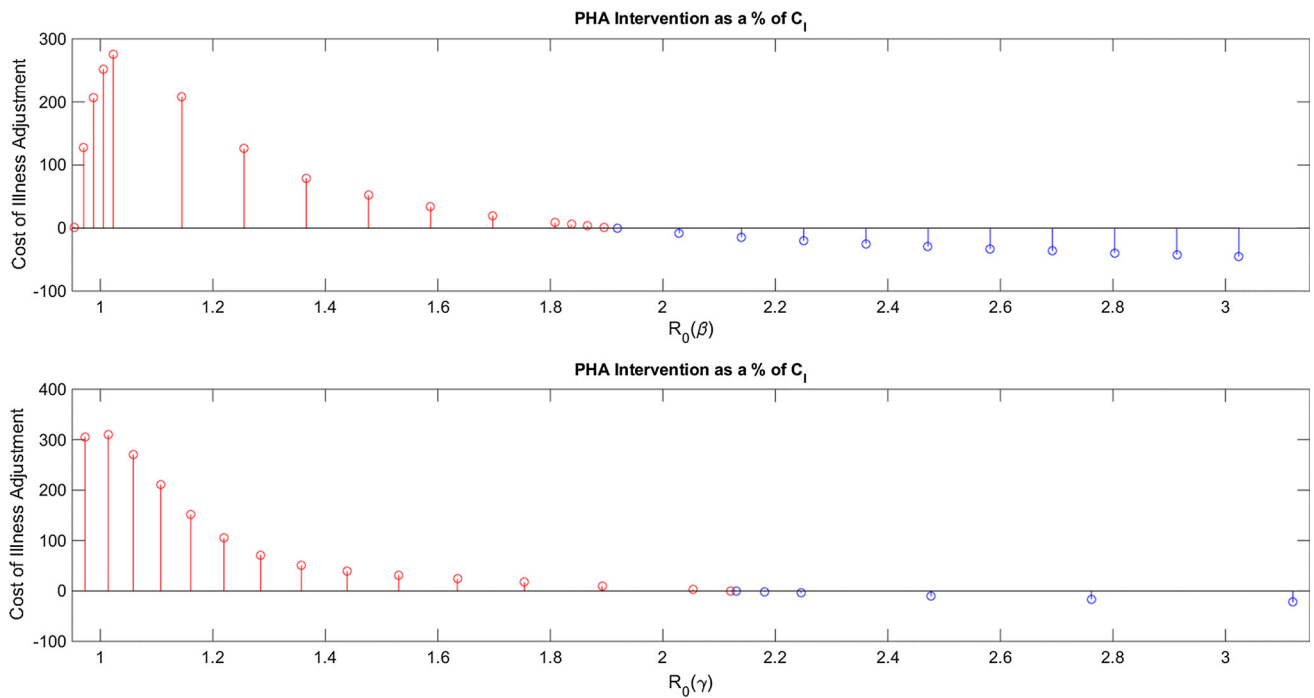 PHA Intervention as a % of C_I
300
200
100
0
-100
Cost of Illness Adjustment
1 1.2 1.4 1.6 1.8 2 2.2 2.4 2.6 2.8 3
R_0(β)
PHA Intervention as a % of C_I
400
300
200
100
0
-100
Cost of Illness Adjustment
1 1.2 1.4 1.6 1.8 2 2.2 2.4 2.6 2.8 3
R_0(γ)